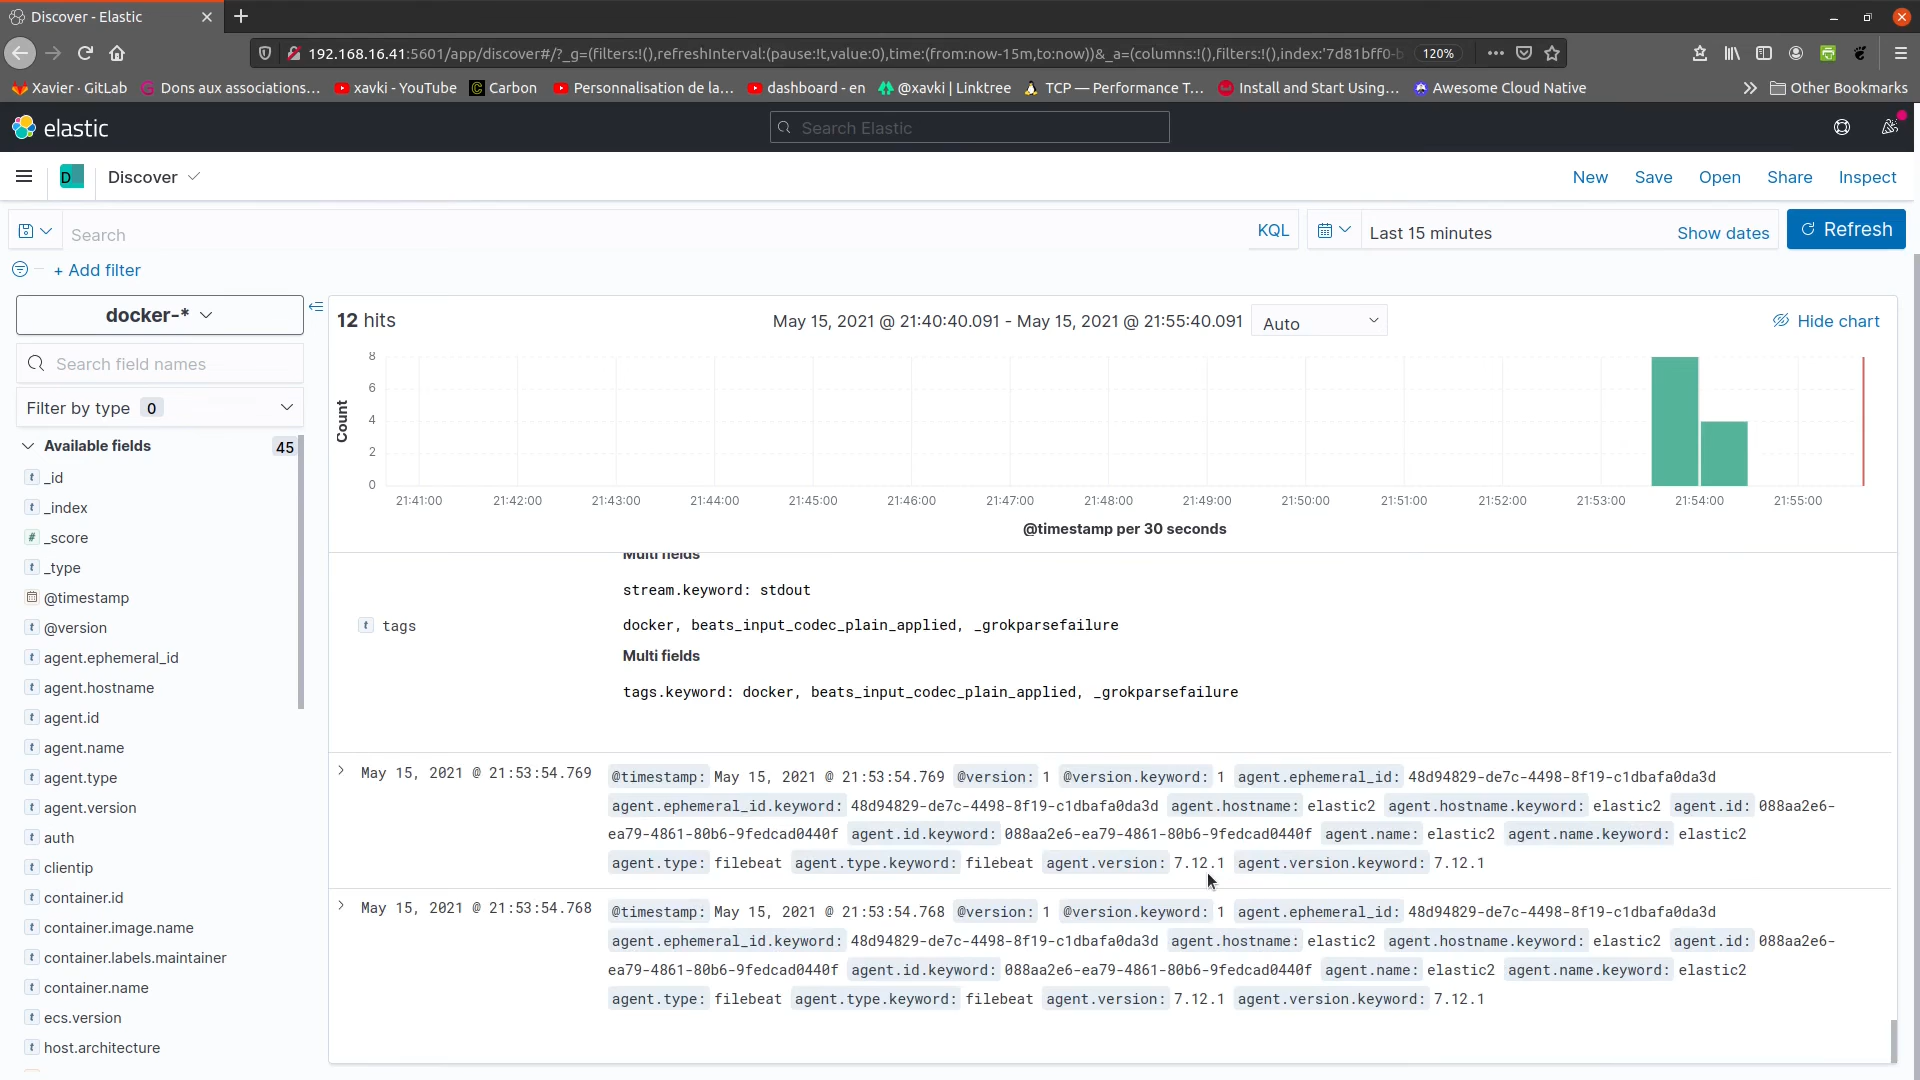 Discover - Elastic
192.168.16.41:5601/app/discover#/?_g=(filters:!(),refreshInterval:(pause:!t,value:0),time:(from:now-15m,to:now))&_a=(columns:!(),filters:!(),index:'7d81bff0-b
120%
Xavier · GitLab
Dons aux associations…
xavki - YouTube
Carbon
Personnalisation de la…
dashboard - en
@xavki | Linktree
TCP — Performance T…
Install and Start Using…
Awesome Cloud Native
Other Bookmarks
elastic
Search Elastic
D
Discover
New
Save
Open
Share
Inspect
Search
KQL
Last 15 minutes
Show dates
Refresh
+ Add filter
docker-*
Search field names
Filter by type 0
Available fields 45
t _id
t _index
# _score
t _type
@timestamp
t @version
t agent.ephemeral_id
t agent.hostname
t agent.id
t agent.name
t agent.type
t agent.version
t auth
t clientip
t container.id
t container.image.name
t container.labels.maintainer
t container.name
t ecs.version
t host.architecture
12 hits
May 15, 2021 @ 21:40:40.091 - May 15, 2021 @ 21:55:40.091
Auto
Hide chart
Count
8
6
4
2
0
21:41:00 21:42:00 21:43:00 21:44:00 21:45:00 21:46:00 21:47:00 21:48:00 21:49:00 21:50:00 21:51:00 21:52:00 21:53:00 21:54:00 21:55:00
@timestamp per 30 seconds
Multi fields
stream.keyword: stdout
t tags
docker, beats_input_codec_plain_applied, _grokparsefailure
Multi fields
tags.keyword: docker, beats_input_codec_plain_applied, _grokparsefailure
May 15, 2021 @ 21:53:54.769
@timestamp: May 15, 2021 @ 21:53:54.769 @version: 1 @version.keyword: 1 agent.ephemeral_id: 48d94829-de7c-4498-8f19-c1dbafa0da3d
agent.ephemeral_id.keyword: 48d94829-de7c-4498-8f19-c1dbafa0da3d agent.hostname: elastic2 agent.hostname.keyword: elastic2 agent.id: 088aa2e6-
ea79-4861-80b6-9fedcad0440f agent.id.keyword: 088aa2e6-ea79-4861-80b6-9fedcad0440f agent.name: elastic2 agent.name.keyword: elastic2
agent.type: filebeat agent.type.keyword: filebeat agent.version: 7.12.1 agent.version.keyword: 7.12.1
May 15, 2021 @ 21:53:54.768
@timestamp: May 15, 2021 @ 21:53:54.768 @version: 1 @version.keyword: 1 agent.ephemeral_id: 48d94829-de7c-4498-8f19-c1dbafa0da3d
agent.ephemeral_id.keyword: 48d94829-de7c-4498-8f19-c1dbafa0da3d agent.hostname: elastic2 agent.hostname.keyword: elastic2 agent.id: 088aa2e6-
ea79-4861-80b6-9fedcad0440f agent.id.keyword: 088aa2e6-ea79-4861-80b6-9fedcad0440f agent.name: elastic2 agent.name.keyword: elastic2
agent.type: filebeat agent.type.keyword: filebeat agent.version: 7.12.1 agent.version.keyword: 7.12.1